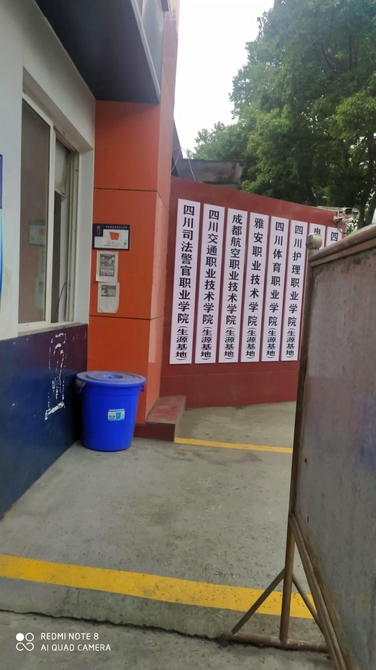 四川司法警官职业学院(生源基地)
四川交通职业技术学院(生源基地)
成都航空职业技术学院(生源基地)
雅安职业技术学院(生源基地)
四川体育职业学院(生源基地)
四川护理职业学院(生源基地)
电
四
REDMI NOTE 8
AI QUAD CAMERA